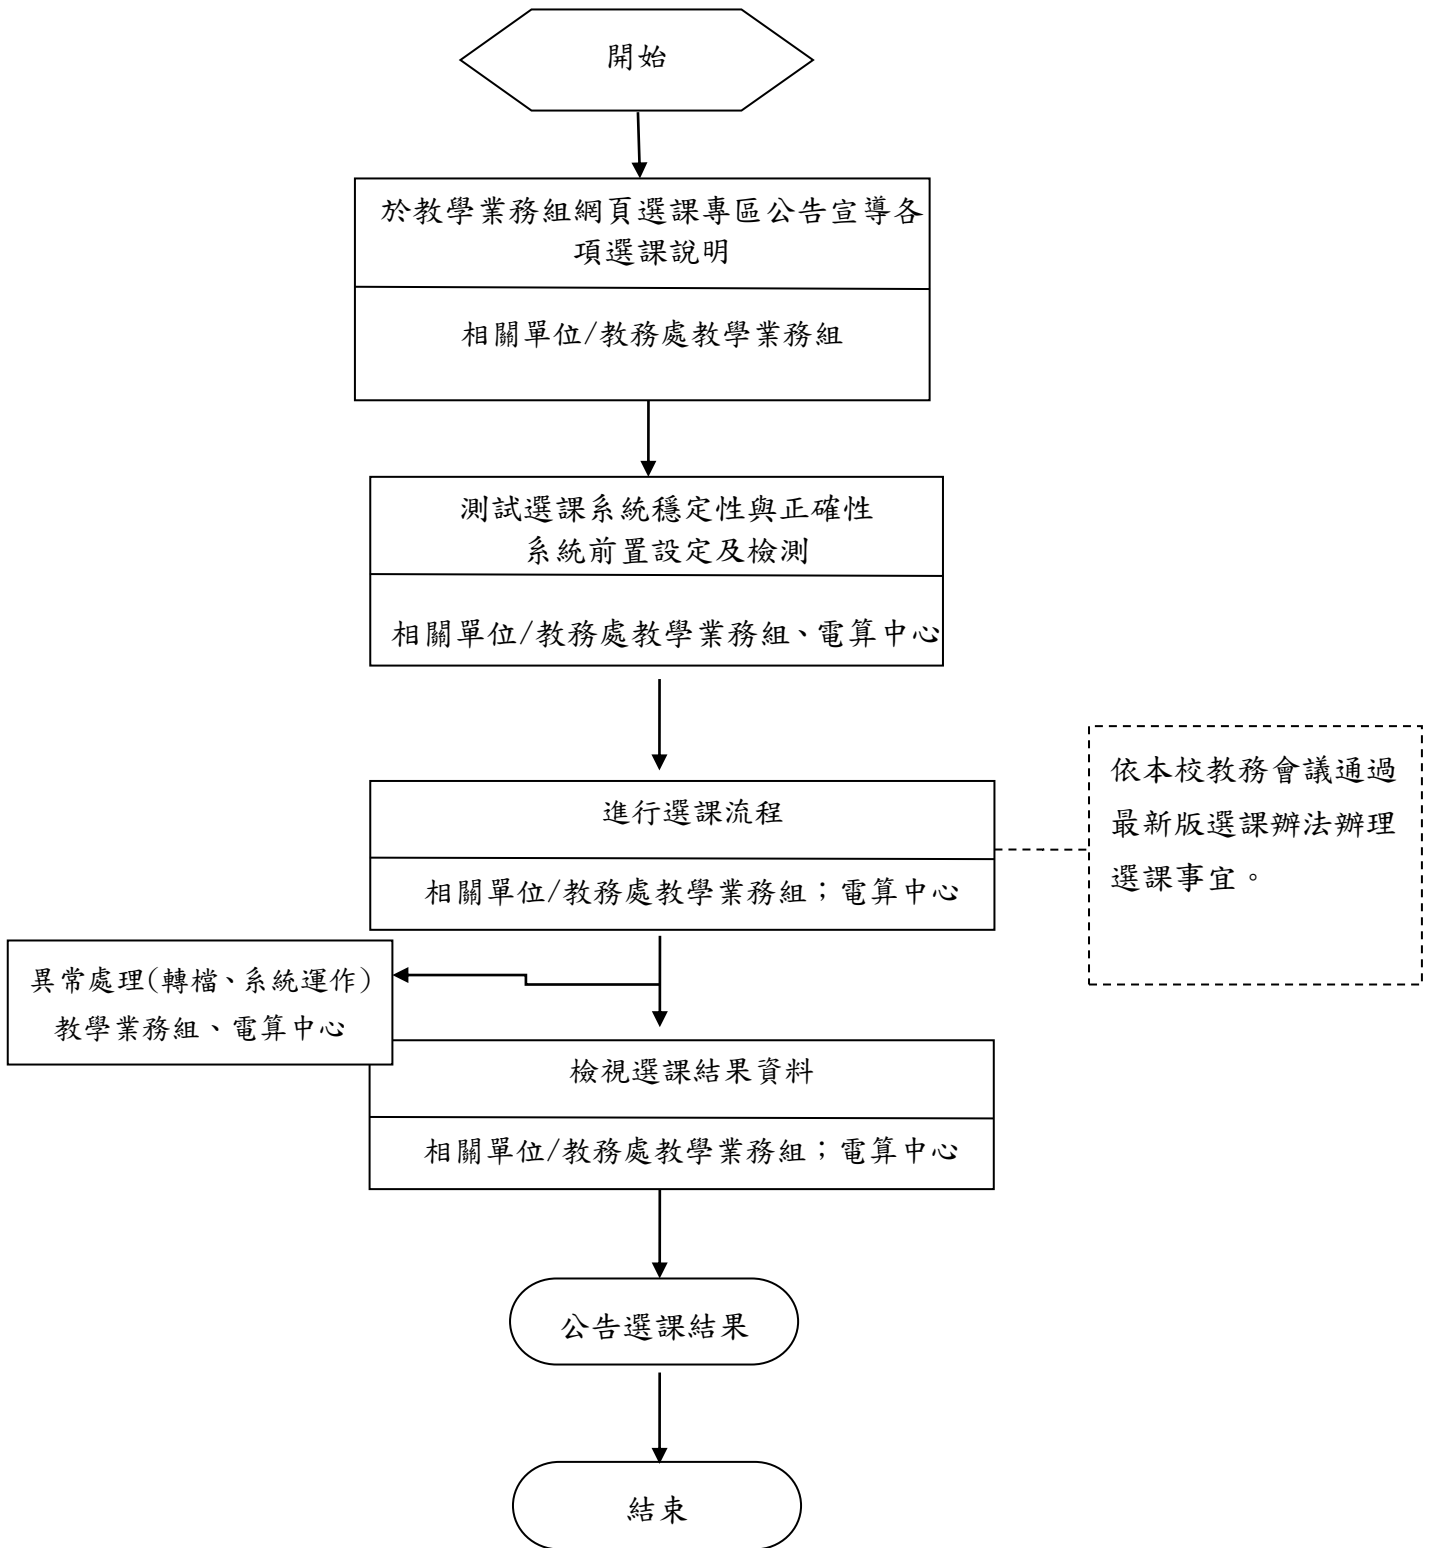 開始
於教學業務組網頁選課專區公告宣導各
項選課說明
相關單位/教務處教學業務組
測試選課系統穩定性與正確性
系統前置設定及檢測
相關單位/教務處教學業務組、電算中心
進行選課流程
相關單位/教務處教學業務組；電算中心
依本校教務會議通過
最新版選課辦法辦理
選課事宜。
異常處理(轉檔、系統運作)
教學業務組、電算中心
檢視選課結果資料
相關單位/教務處教學業務組；電算中心
公告選課結果
結束